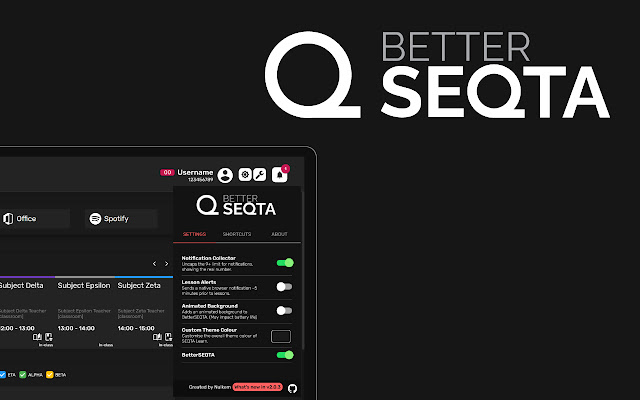 BETTER
SEQTA
00 Username
123456789
4
Office
Spotify
BETTER
SEQTA
SETTINGS SHORTCUTS ABOUT
Subject Delta Subject Epsilon Subject Zeta
Subject Delta Teacher Subject Epsilon Teacher Subject Zeta Teacher
[classroom] [classroom] [classroom]
12:00 - 13:00 13:00 - 14:00 14:00 - 15:00
In-class In-class In-class
ETA ALPHA BETA
Notification Collector
Uncaps the 9+ limit for notifications,
showing the real number.
Lesson Alerts
Sends a native browser notification ~5
minutes prior to lessons.
Animated Background
Adds an animated background to
BetterSEQTA. (May impact battery life)
Custom Theme Colour
Customise the overall theme colour of
SEQTA Learn.
BetterSEQTA
Created by Nulkem What's new in v2.0.3